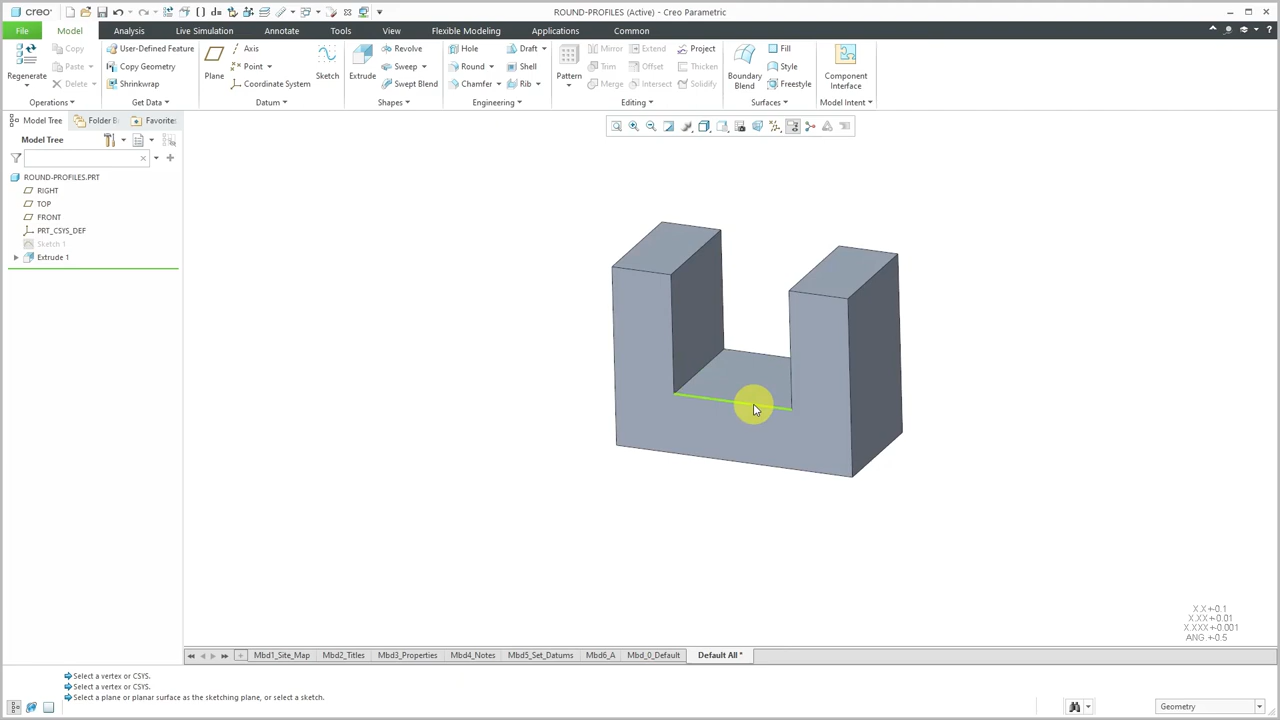 creo
ROUND-PROFILES (Active) - Creo Parametric
File
Model
Analysis
Live Simulation
Annotate
Tools
View
Flexible Modeling
Applications
Common
Regenerate
Copy
Paste
Delete
User-Defined Feature
Copy Geometry
Shrinkwrap
Plane
Axis
Point
Coordinate System
Sketch
Extrude
Revolve
Sweep
Swept Blend
Hole
Round
Chamfer
Draft
Shell
Rib
Pattern
Mirror
Trim
Merge
Extend
Offset
Intersect
Project
Thicken
Solidify
Boundary
Blend
Fill
Style
Freestyle
Component
Interface
Operations
Get Data
Datum
Shapes
Engineering
Editing
Surfaces
Model Intent
Model Tree
Folder B
Favorite
Model Tree
ROUND-PROFILES.PRT
RIGHT
TOP
FRONT
PRT_CSYS_DEF
Sketch 1
Extrude 1
X.X+-0.1
X.XX+-0.01
X.XXX+-0.001
ANG.+-0.5
Mbd1_Site_Map
Mbd2_Titles
Mbd3_Properties
Mbd4_Notes
Mbd5_Set_Datums
Mbd6_A
Mbd_0_Default
Default All *
Select a vertex or CSYS.
Select a vertex or CSYS.
Select a plane or planar surface as the sketching plane, or select a sketch.
Geometry